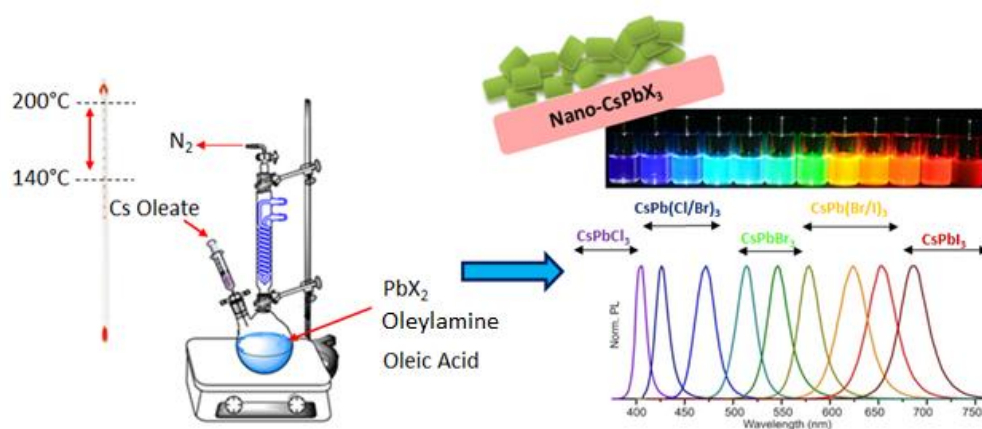 200°C
140°C
N₂
Cs Oleate
PbX₂
Oleylamine
Oleic Acid
Nano-CsPbX₃
CsPb(Cl/Br)₃
CsPb(Br/I)₃
CsPbCl₃
CsPbBr₃
CsPbI₃
Norm. PL
400 450 500 550 600 650 700 750
Wavelength (nm)